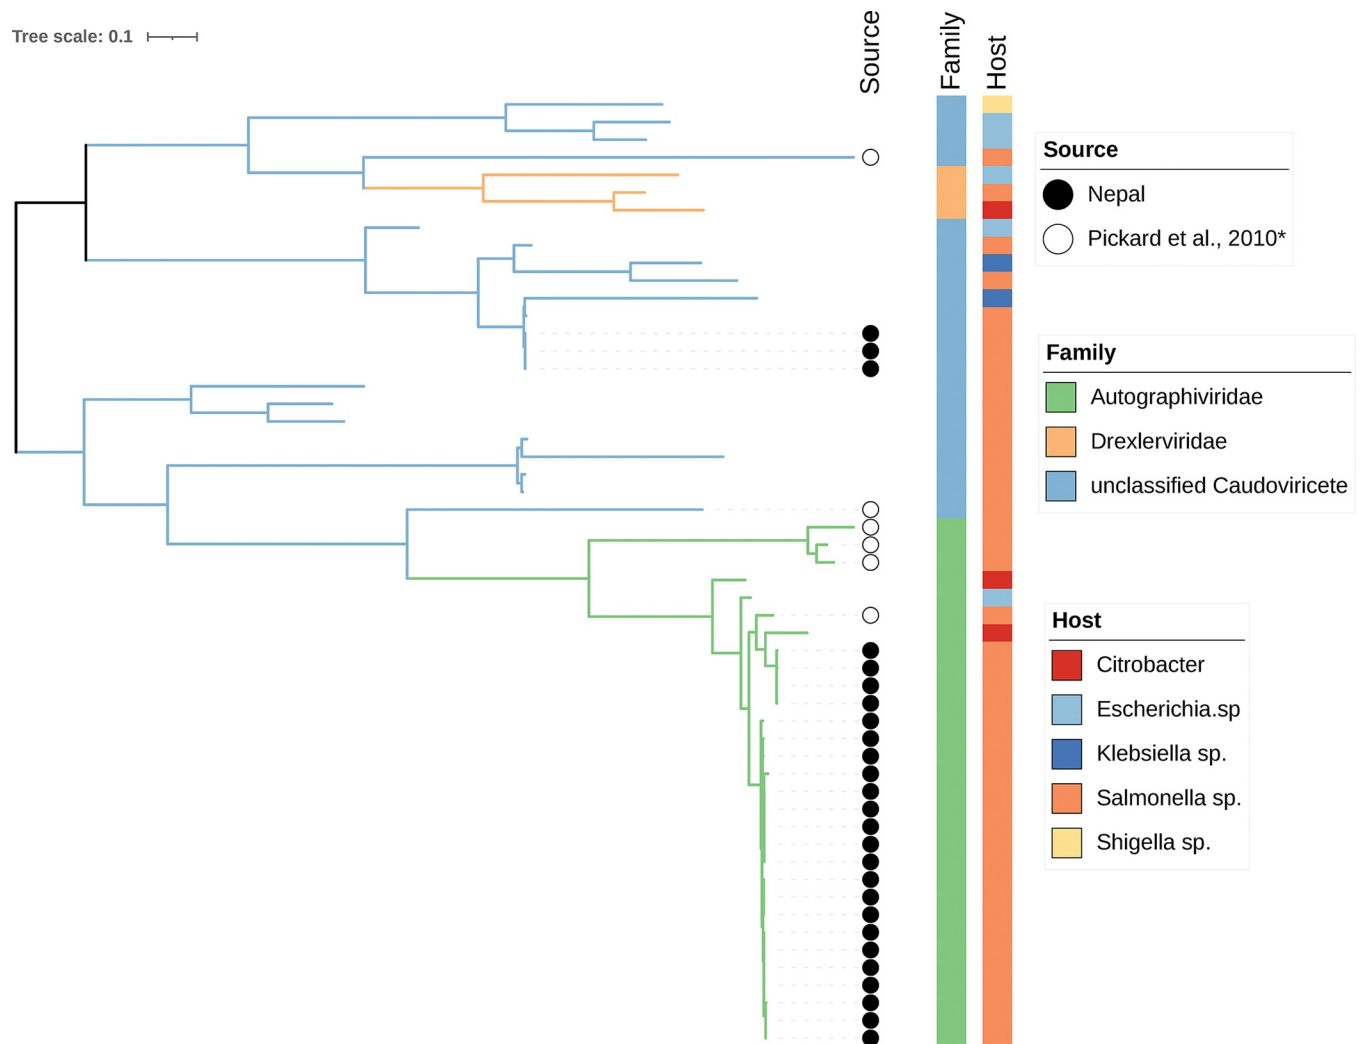 Tree scale: 0.1
Source
Family
Host
Source
Nepal
Pickard et al., 2010*
Family
Autographiviridae
Drexlerviridae
unclassified Caudoviricete
Host
Citrobacter
Escherichia.sp
Klebsiella sp.
Salmonella sp.
Shigella sp.